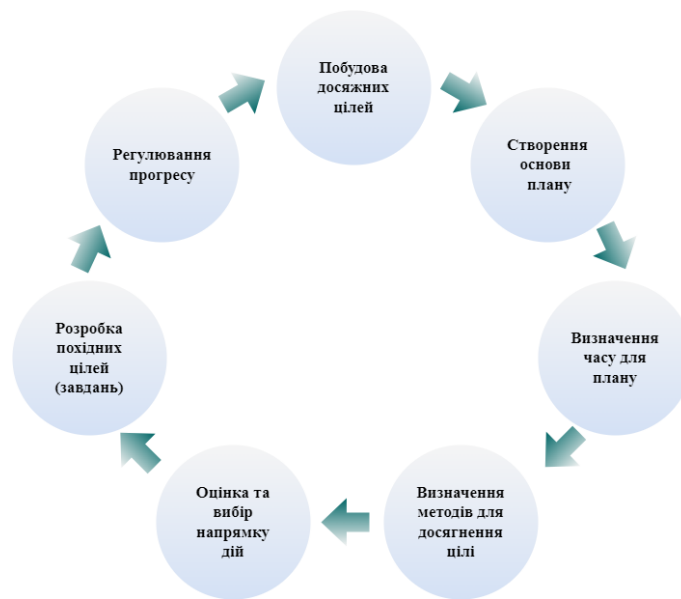 Побудова
досяжних
цілей
Створення
основи
плану
Визначення
часу для
плану
Визначення
методів для
досягнення
цілі
Оцінка та
вибір
напрямку
дій
Розробка
похідних
цілей
(завдань)
Регулювання
прогресу